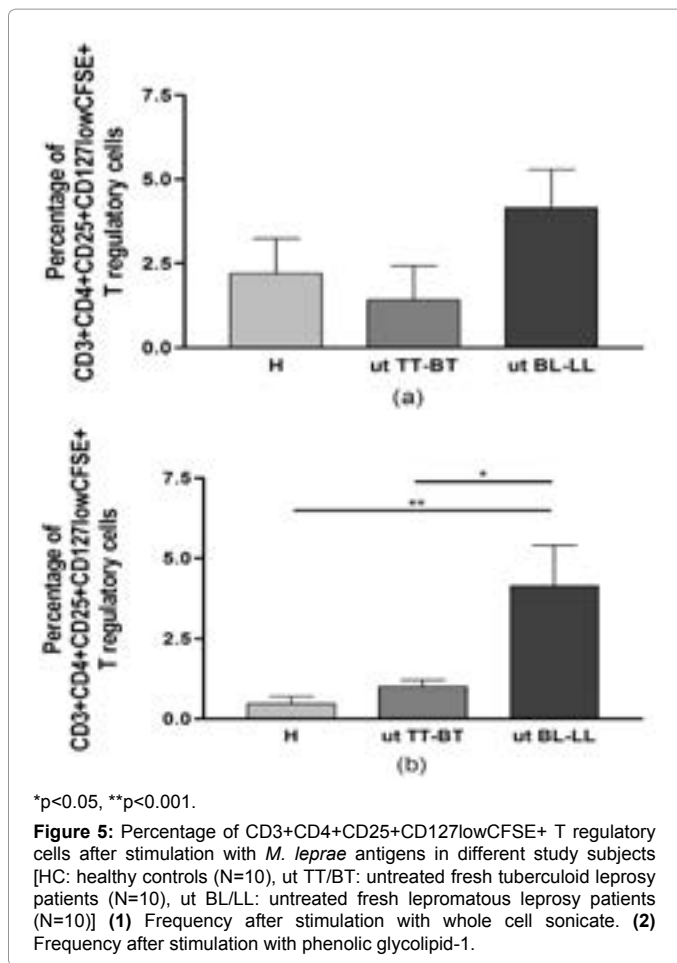 Percentage of
CD3+CD4+CD25+CD127lowCFSE+
T regulatory cells
7.5
5.0
2.5
0.0
H
ut TT-BT
ut BL-LL
(a)
Percentage of
CD3+CD4+CD25+CD127lowCFSE+
T regulatory cells
7.5
5.0
2.5
0.0
*
**
H
ut TT-BT
ut BL-LL
(b)
*p<0.05, **p<0.001.
Figure 5: Percentage of CD3+CD4+CD25+CD127lowCFSE+ T regulatory
cells after stimulation with M. leprae antigens in different study subjects
[HC: healthy controls (N=10), ut TT/BT: untreated fresh tuberculoid leprosy
patients (N=10), ut BL/LL: untreated fresh lepromatous leprosy patients
(N=10)] (1) Frequency after stimulation with whole cell sonicate. (2)
Frequency after stimulation with phenolic glycolipid-1.